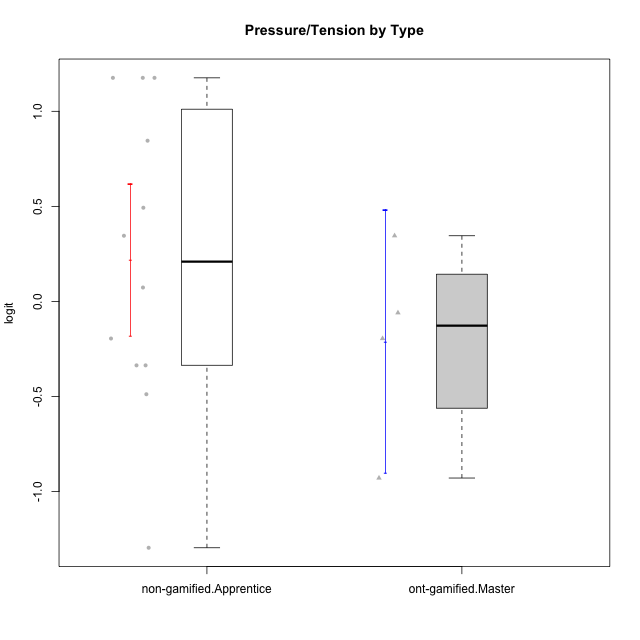 Pressure/Tension by Type
logit
1.0
0.5
0.0
-0.5
-1.0
non-gamified.Apprentice
ont-gamified.Master